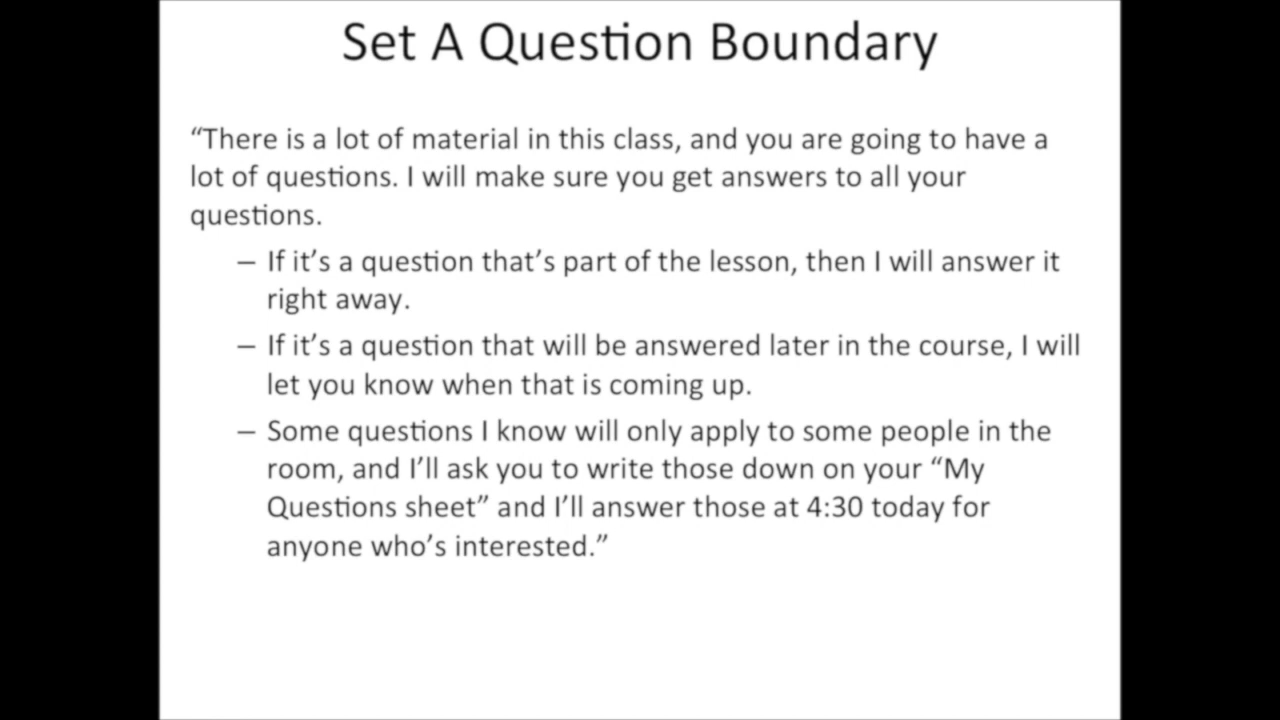 Set A Question Boundary
“There is a lot of material in this class, and you are going to have a
lot of questions. I will make sure you get answers to all your
questions.
– If it’s a question that’s part of the lesson, then I will answer it
right away.
– If it’s a question that will be answered later in the course, I will
let you know when that is coming up.
– Some questions I know will only apply to some people in the
room, and I’ll ask you to write those down on your “My
Questions sheet” and I’ll answer those at 4:30 today for
anyone who’s interested.”